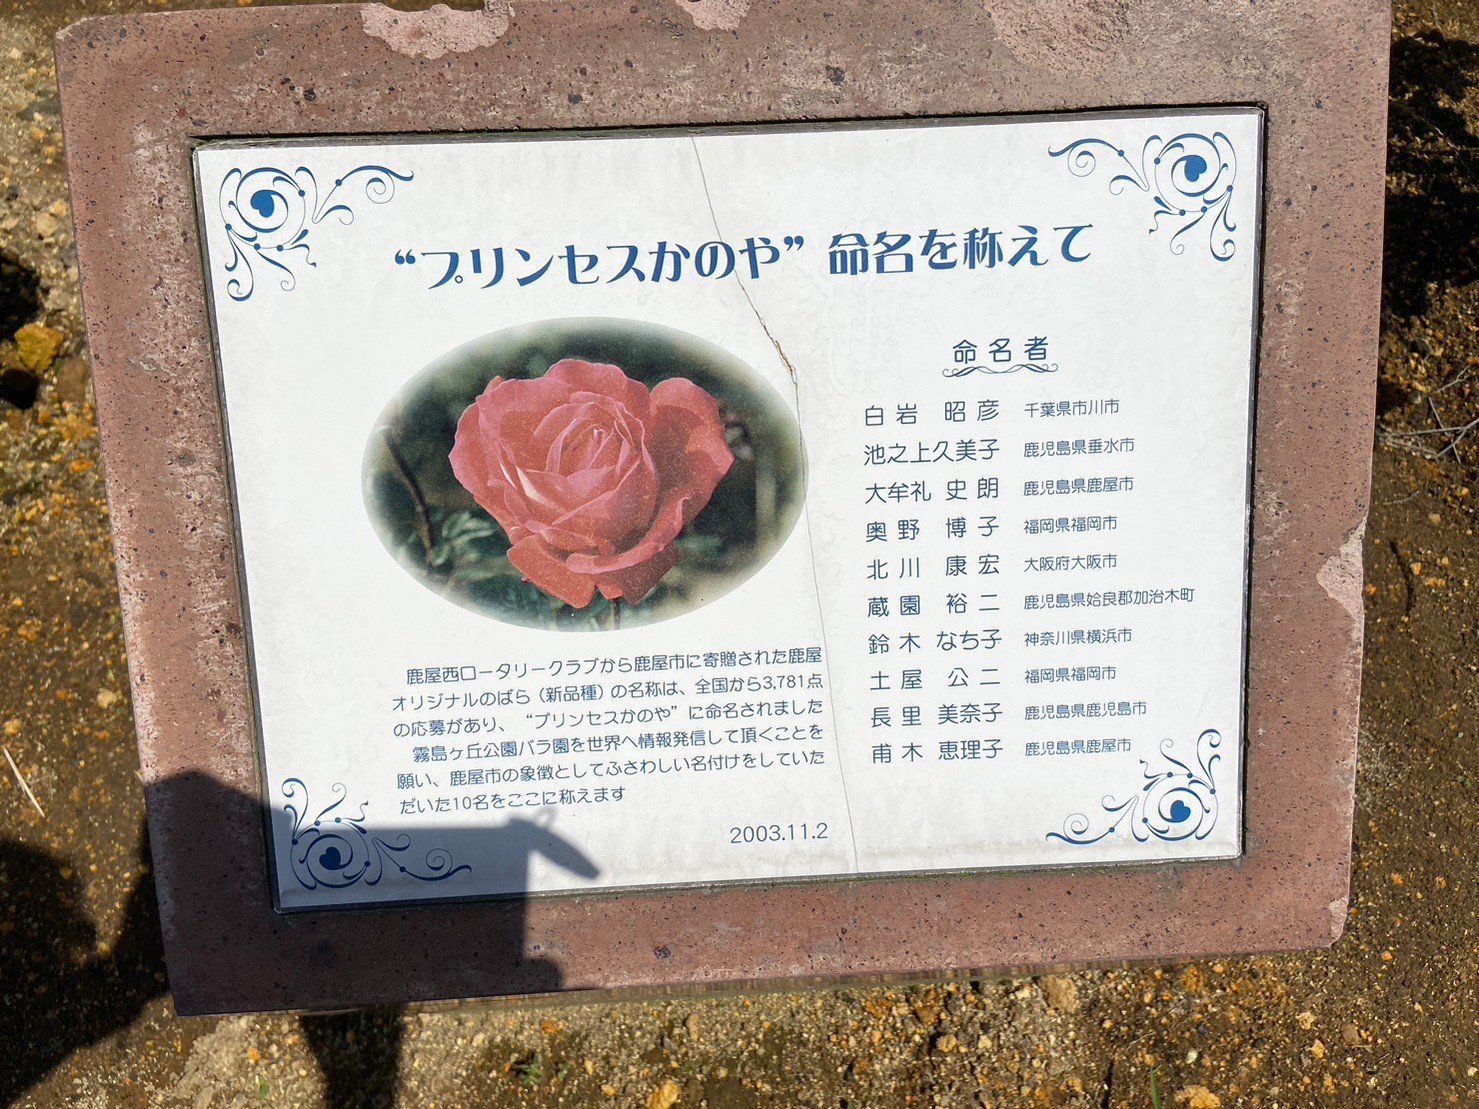 “プリンセスかのや” 命名を称えて
鹿屋西ロータリークラブから鹿屋市に寄贈された鹿屋
オリジナルのばら（新品種）の名称は、全国から3,781点
の応募があり、“プリンセスかのや”に命名されました
霧島ヶ丘公園バラ園を世界へ情報発信して頂くことを
願い、鹿屋市の象徴としてふさわしい名付けをしていた
だいた10名をここに称えます
2003.11.2
命名者
白岩 昭彦 千葉県市川市
池之上久美子 鹿児島県垂水市
大牟礼 史朗 鹿児島県鹿屋市
奥野 博子 福岡県福岡市
北川 康宏 大阪府大阪市
蔵園 裕二 鹿児島県姶良郡加治木町
鈴木 なち子 神奈川県横浜市
土屋 公二 福岡県福岡市
長里 美奈子 鹿児島県鹿児島市
甫木 恵理子 鹿児島県鹿屋市